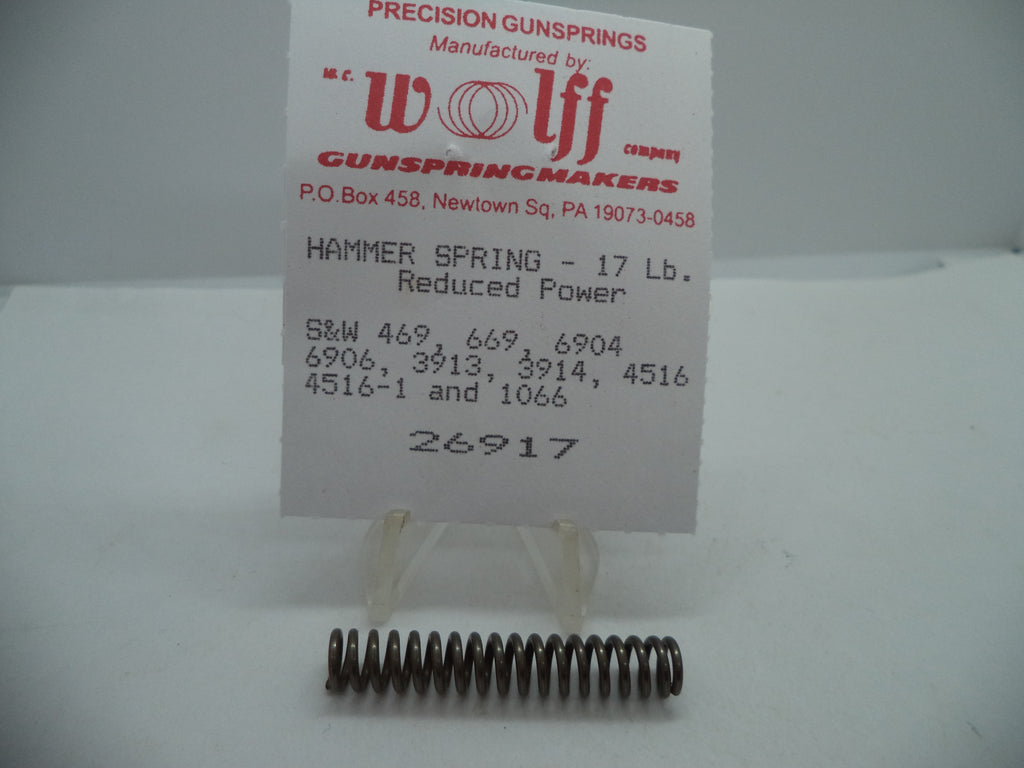 PRECISION GUNSPRINGS
Manufactured by:
W.C. Wolff company
GUNSPRINGMAKERS
P.O.Box 458, Newtown Sq, PA 19073-0458
HAMMER SPRING - 17 Lb.
Reduced Power
S&W 469, 669, 6904
6906, 3913, 3914, 4516
4516-1 and 1066
26917